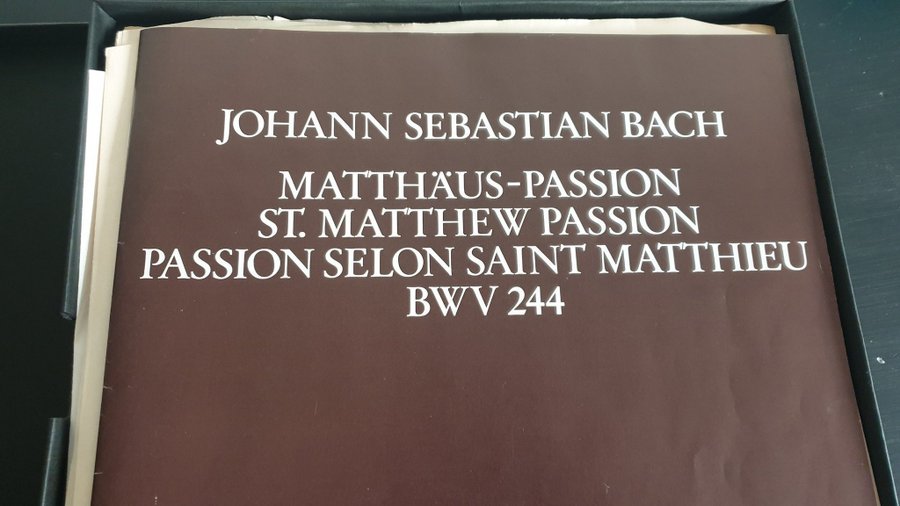 JOHANN SEBASTIAN BACH
MATTHÄUS-PASSION
ST. MATTHEW PASSION
PASSION SELON SAINT MATTHIEU
BWV 244